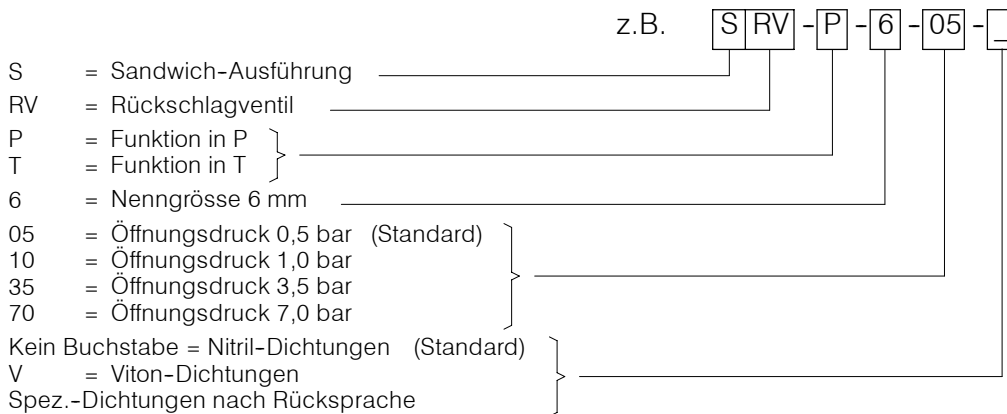 z.B. S RV - P - 6 - 05 - _
S = Sandwich-Ausführung
RV = Rückschlagventil
P = Funktion in P
T = Funktion in T
6 = Nenngrösse 6 mm
05 = Öffnungsdruck 0,5 bar (Standard)
10 = Öffnungsdruck 1,0 bar
35 = Öffnungsdruck 3,5 bar
70 = Öffnungsdruck 7,0 bar
Kein Buchstabe = Nitril-Dichtungen (Standard)
V = Viton-Dichtungen
Spez.-Dichtungen nach Rücksprache